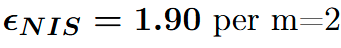 ϵNIS = 1.90 per m=2